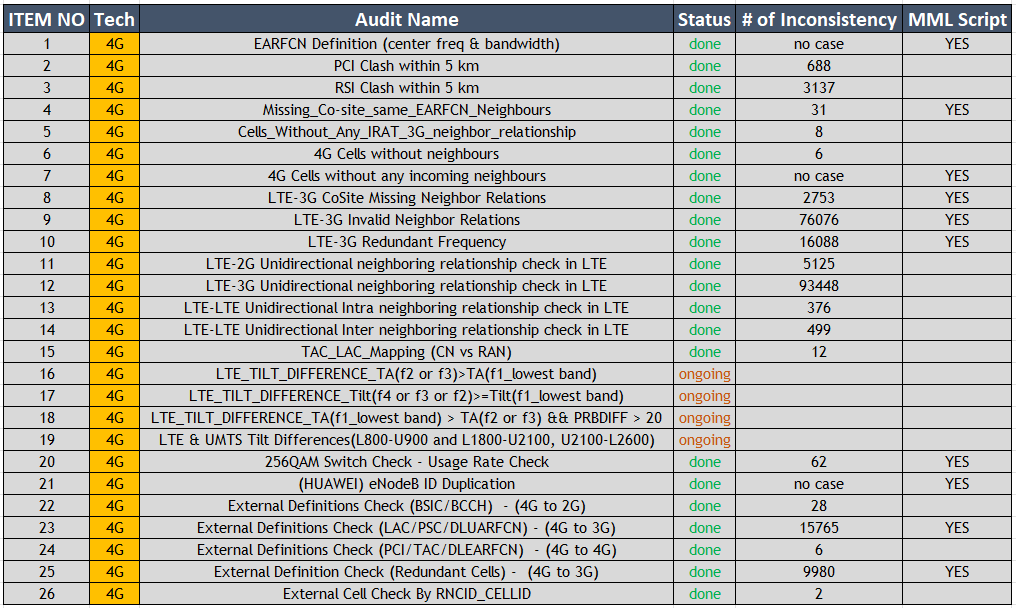 ITEM NO Tech Audit Name Status # of Inconsistency MML Script
1 4G EARFCN Definition (center freq & bandwidth) done no case YES
2 4G PCI Clash within 5 km done 688
3 4G RSI Clash within 5 km done 3137
4 4G Missing_Co-site_same_EARFCN_Neighbours done 31 YES
5 4G Cells_Without_Any_IRAT_3G_neighbor_relationship done 8
6 4G 4G Cells without neighbours done 6
7 4G 4G Cells without any incoming neighbours done no case YES
8 4G LTE-3G CoSite Missing Neighbor Relations done 2753 YES
9 4G LTE-3G Invalid Neighbor Relations done 76076 YES
10 4G LTE-3G Redundant Frequency done 16088 YES
11 4G LTE-2G Unidirectional neighboring relationship check in LTE done 5125
12 4G LTE-3G Unidirectional neighboring relationship check in LTE done 93448
13 4G LTE-LTE Unidirectional Intra neighboring relationship check in LTE done 376
14 4G LTE-LTE Unidirectional Inter neighboring relationship check in LTE done 499
15 4G TAC_LAC_Mapping (CN vs RAN) done 12
16 4G LTE_TILT_DIFFERENCE_TA(f2 or f3)>TA(f1_lowest band) ongoing
17 4G LTE_TILT_DIFFERENCE_Tilt(f4 or f3 or f2)>=Tilt(f1_lowest band) ongoing
18 4G LTE_TILT_DIFFERENCE_TA(f1_lowest band) > TA(f2 or f3) && PRBDIFF > 20 ongoing
19 4G LTE & UMTS Tilt Differences(L800-U900 and L1800-U2100, U2100-L2600) ongoing
20 4G 256QAM Switch Check - Usage Rate Check done 62 YES
21 4G (HUAWEI) eNodeB ID Duplication done no case YES
22 4G External Definitions Check (BSIC/BCCH) - (4G to 2G) done 28
23 4G External Definitions Check (LAC/PSC/DLUARFCN) - (4G to 3G) done 15765 YES
24 4G External Definitions Check (PCI/TAC/DLEARFCN) - (4G to 4G) done 6
25 4G External Definition Check (Redundant Cells) - (4G to 3G) done 9980 YES
26 4G External Cell Check By RNCID_CELLID done 2